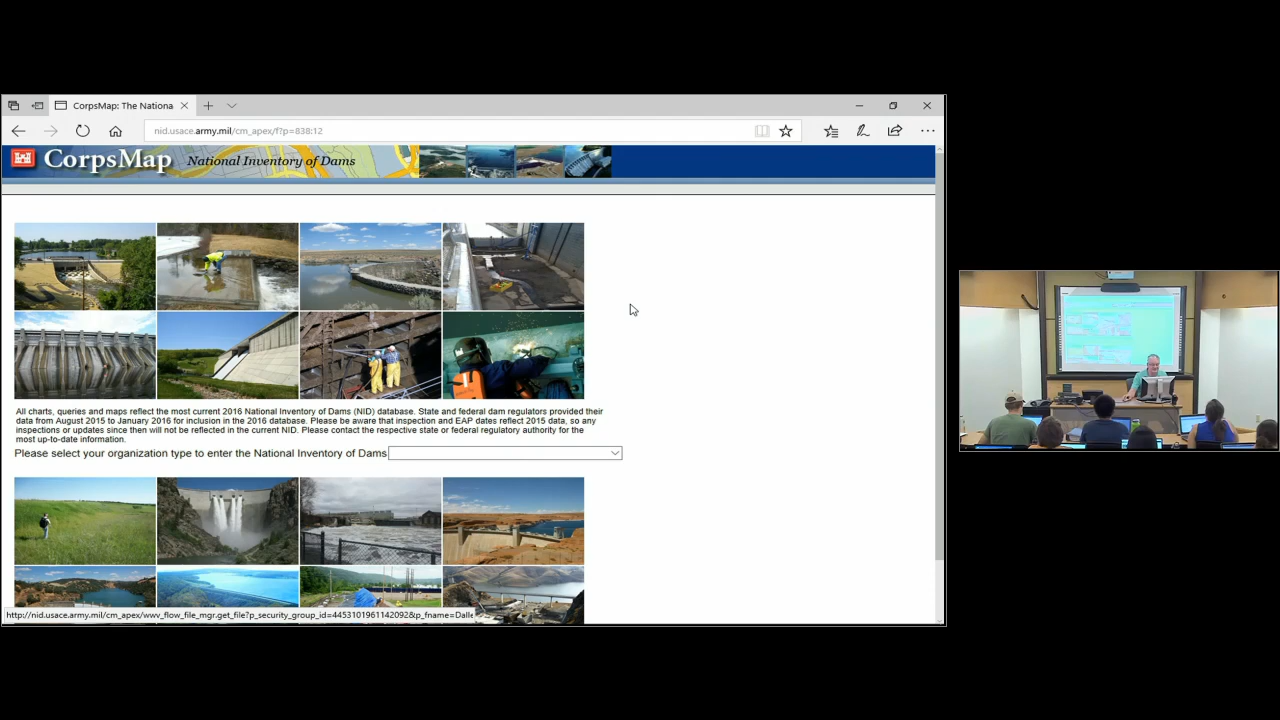 CorpsMap: The Nationa
nid.usace.army.mil/cm_apex/f?p=838:12
CorpsMap National Inventory of Dams
All charts, queries and maps reflect the most current 2016 National Inventory of Dams (NID) database. State and federal dam regulators provided their
data from August 2015 to January 2016 for inclusion in the 2016 database. Please be aware that inspection and EAP dates reflect 2015 data, so any
inspections or updates since then will not be reflected in the current NID. Please contact the respective state or federal regulatory authority for the
most up-to-date information.
Please select your organization type to enter the National Inventory of Dams
http://nid.usace.army.mil/cm_apex/wwv_flow_file_mgr.get_file?p_security_group_id=4453101961142092&p_fname=Dalle